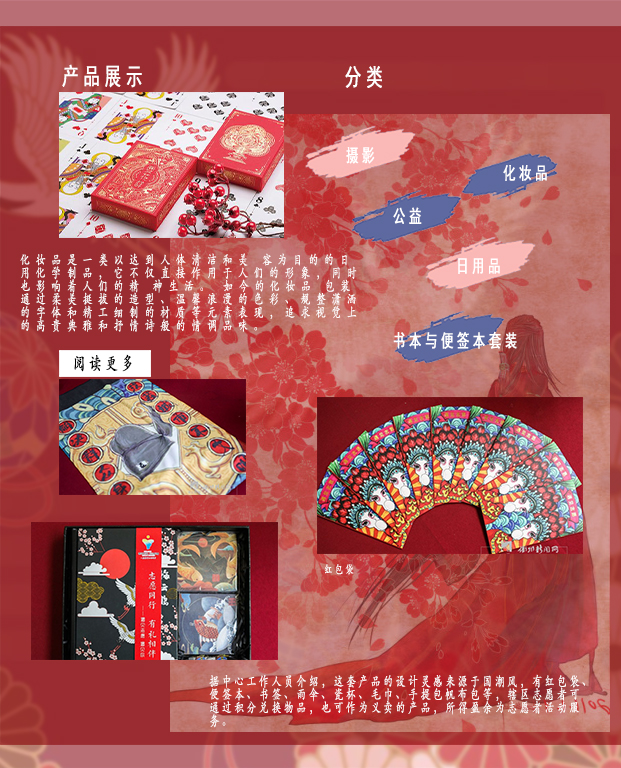 产品展示
分类
摄影
化妆品
公益
日用品
书本与便签本套装
化妆品是一类以达到人体清洁和美 容为目的的日
用化学制品，它不仅直接作用于人们的形象，同时
也影响着人们的精 神生活。 如今的化妆品 包装
通过柔美挺拔的造型、温馨浪漫的色彩、规整潇洒
的字体和精工细制的材质等元素表现，追求视觉上
的高贵典雅和抒情诗般的情调品味。
阅读更多
志愿同行
有礼相伴
红包袋
据中心工作人员介绍，这套产品的设计灵感来源于国潮风，有红包袋、
便签本、书签、雨伞、瓷杯、毛巾、手提包帆布包等，辖区志愿者可
通过积分兑换物品，也可作为义卖的产品，所得盈余为志愿者活动服
务。